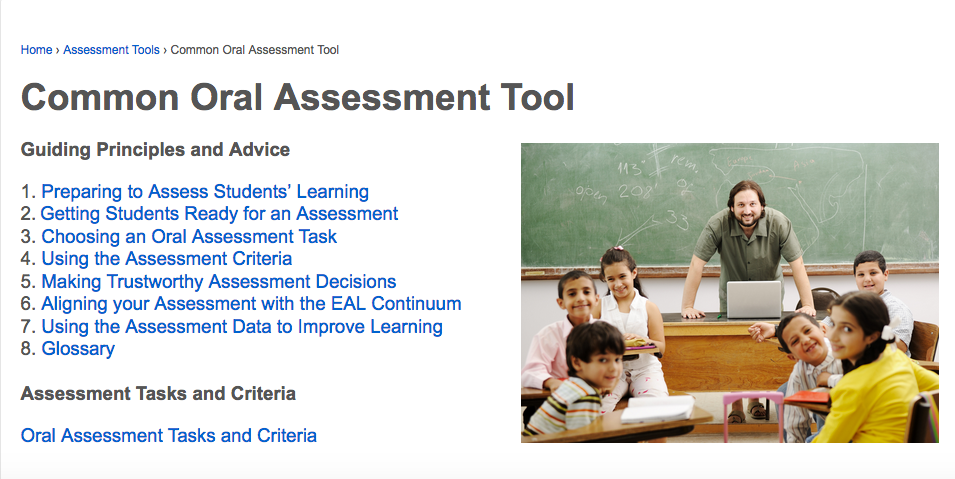 Home › Assessment Tools › Common Oral Assessment Tool
Common Oral Assessment Tool
Guiding Principles and Advice
1. Preparing to Assess Students’ Learning
2. Getting Students Ready for an Assessment
3. Choosing an Oral Assessment Task
4. Using the Assessment Criteria
5. Making Trustworthy Assessment Decisions
6. Aligning your Assessment with the EAL Continuum
7. Using the Assessment Data to Improve Learning
8. Glossary
Assessment Tasks and Criteria
Oral Assessment Tasks and Criteria
113
rem.
33